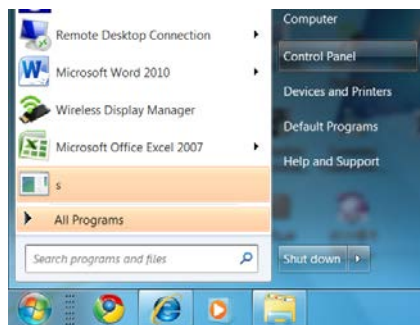 Remote Desktop Connection
Microsoft Word 2010
Wireless Display Manager
Microsoft Office Excel 2007
s
All Programs
Search programs and files
Computer
Control Panel
Devices and Printers
Default Programs
Help and Support
Shut down